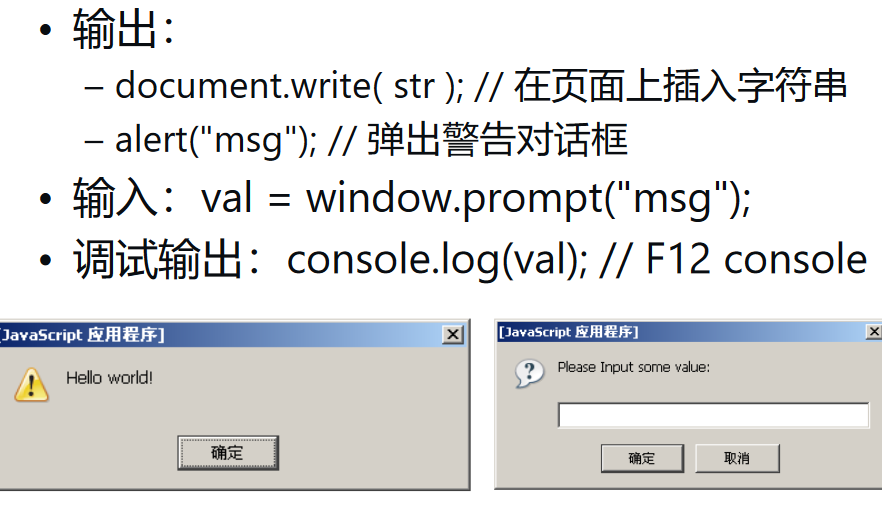 • 输出：
– document.write( str ); // 在页面上插入字符串
– alert("msg"); // 弹出警告对话框
• 输入：val = window.prompt("msg");
• 调试输出：console.log(val); // F12 console
[JavaScript 应用程序]
Hello world!
确定
[JavaScript 应用程序]
Please Input some value:
确定 取消